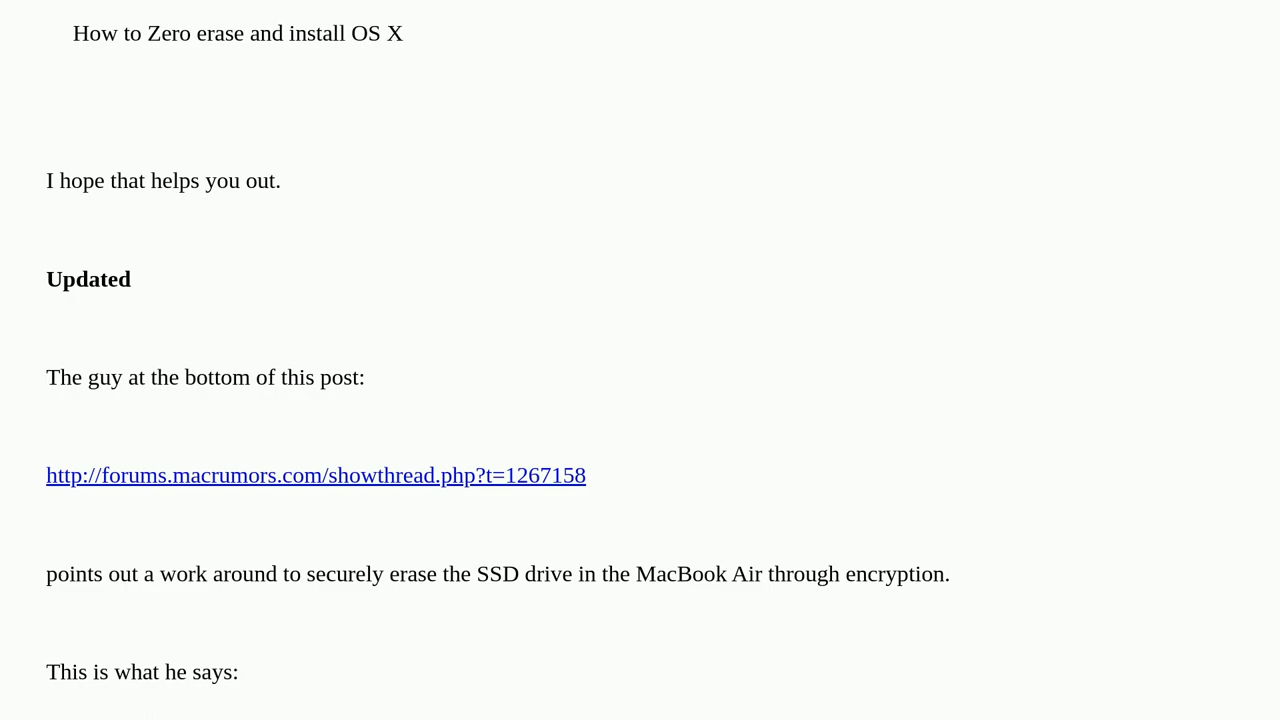 How to Zero erase and install OS X
I hope that helps you out.
Updated
The guy at the bottom of this post:
http://forums.macrumors.com/showthread.php?t=1267158
points out a work around to securely erase the SSD drive in the MacBook Air through encryption.
This is what he says: